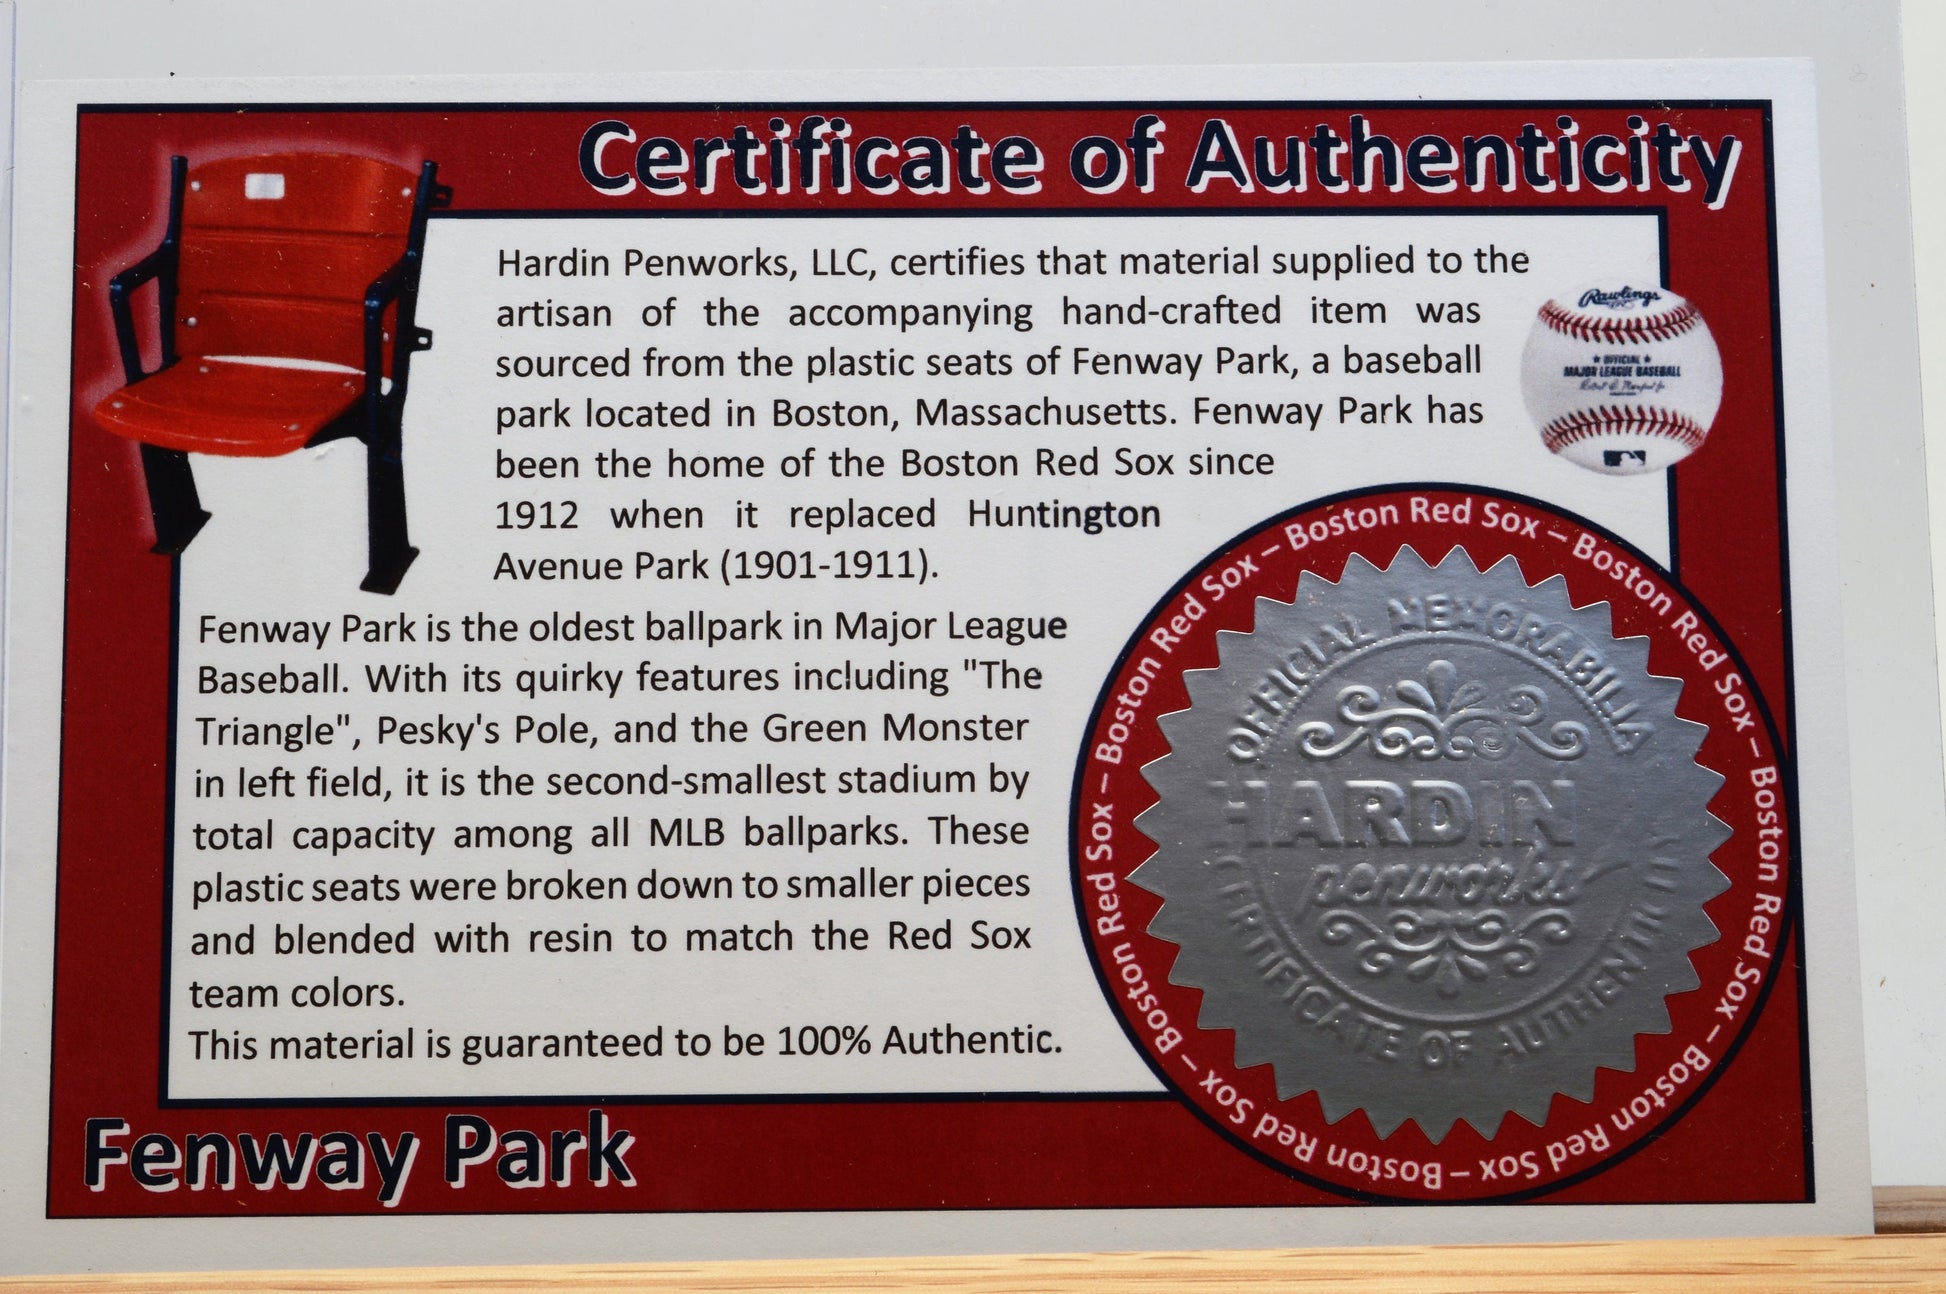 Certificate of Authenticity
Hardin Penworks, LLC, certifies that material supplied to the
artisan of the accompanying hand-crafted item was
sourced from the plastic seats of Fenway Park, a baseball
park located in Boston, Massachusetts. Fenway Park has
been the home of the Boston Red Sox since
1912 when it replaced Huntington
Avenue Park (1901-1911).
Rawlings
★ OFFICIAL ★
MAJOR LEAGUE BASEBALL
Fenway Park is the oldest ballpark in Major League
Baseball. With its quirky features including "The
Triangle", Pesky's Pole, and the Green Monster
in left field, it is the second-smallest stadium by
total capacity among all MLB ballparks. These
plastic seats were broken down to smaller pieces
and blended with resin to match the Red Sox
team colors.
This material is guaranteed to be 100% Authentic.
Boston Red Sox – Boston Red Sox – Boston Red Sox – Boston Red Sox – Boston Red Sox – Boston Red Sox – Boston Red Sox – Boston Red Sox –
OFFICIAL MEMORABILIA
HARDIN
penworks
CERTIFICATE OF AUTHENTICITY
Fenway Park